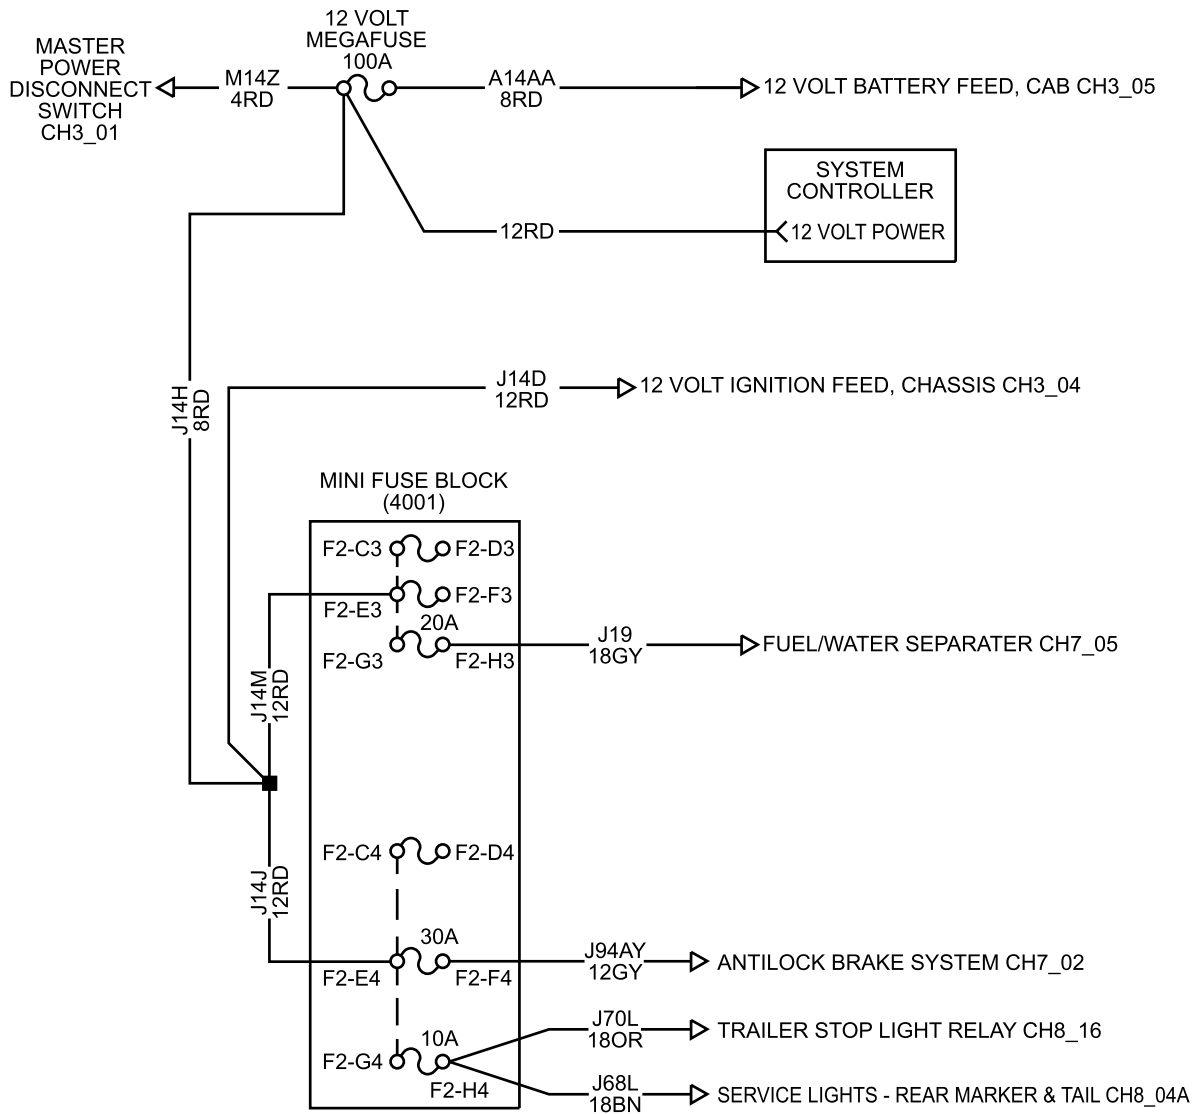 12 VOLT
MEGAFUSE
100A
MASTER
POWER
DISCONNECT
SWITCH
CH3_01
M14Z
4RD
A14AA
8RD
12 VOLT BATTERY FEED, CAB CH3_05
SYSTEM
CONTROLLER
12 VOLT POWER
12RD
J14H
8RD
J14D
12RD
12 VOLT IGNITION FEED, CHASSIS CH3_04
MINI FUSE BLOCK
(4001)
F2-C3
F2-D3
F2-E3
F2-F3
20A
F2-G3
F2-H3
J19
18GY
FUEL/WATER SEPARATER CH7_05
J14M
12RD
J14J
12RD
F2-C4
F2-D4
30A
F2-E4
F2-F4
J94AY
12GY
ANTILOCK BRAKE SYSTEM CH7_02
10A
F2-G4
F2-H4
J70L
18OR
TRAILER STOP LIGHT RELAY CH8_16
J68L
18BN
SERVICE LIGHTS - REAR MARKER & TAIL CH8_04A